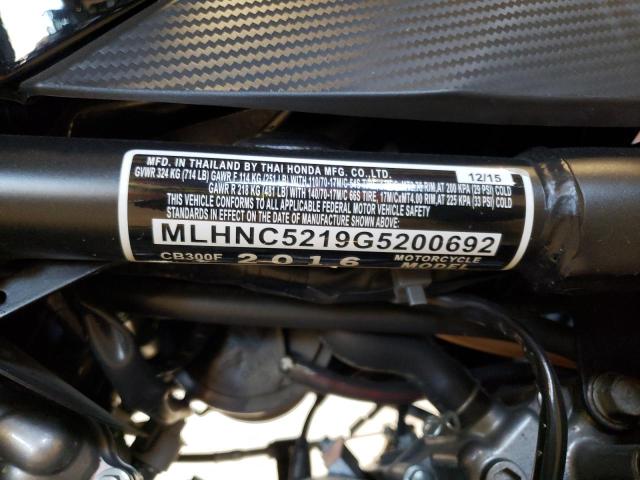 MFD. IN THAILAND BY THAI HONDA MFG. CO.,LTD. 12/15
GVWR 324 KG (714 LB) GAWR F 114 KG (251 LB) WITH 110/70-17M/C 54S TIRE, RIM, AT 200 KPA (29 PSI) COLD
GAWR R 218 KG (481 LB) WITH 140/70-17M/C 66S TIRE, 17M/CxMT4.00 RIM, AT 225 KPA (33 PSI) COLD
THIS VEHICLE CONFORMS TO ALL APPLICABLE FEDERAL MOTOR VEHICLE SAFETY
STANDARDS IN EFFECT ON THE DATE OF MANUFACTURE SHOWN ABOVE:
MLHNC5219G5200692
CB300F 2016 MOTORCYCLE
MODEL